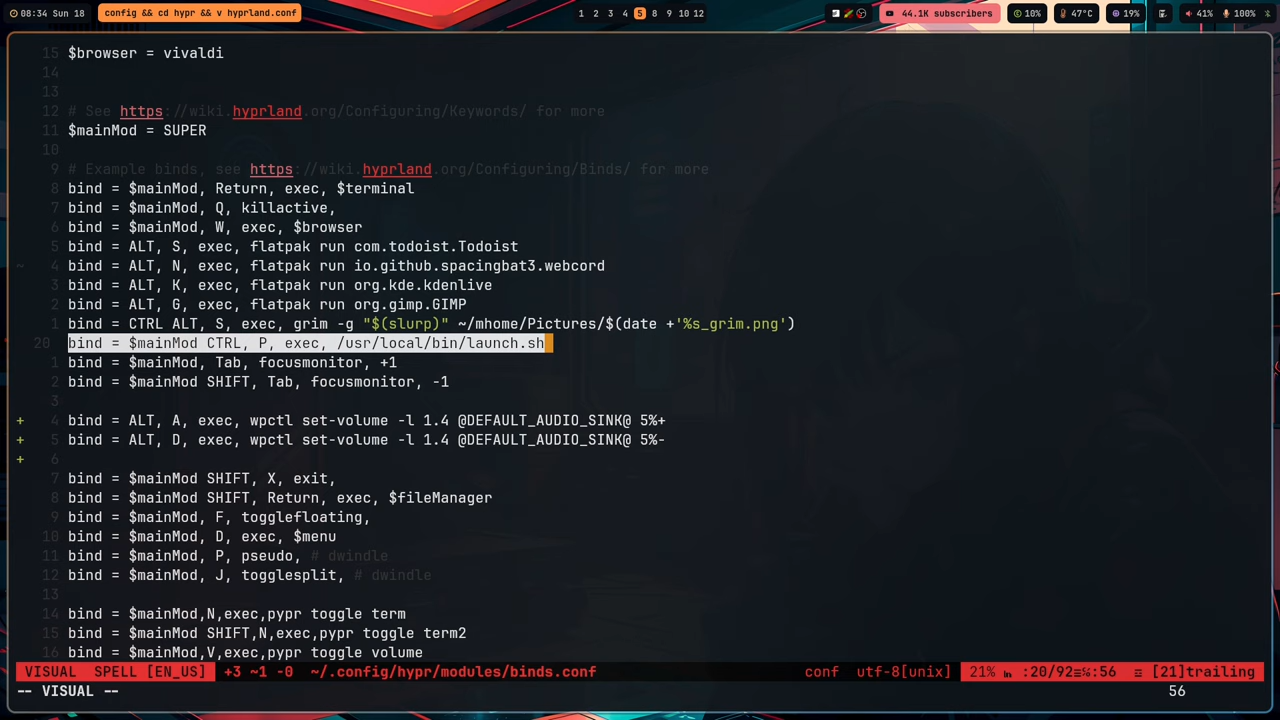 08:34 Sun 18 config && cd hypr && v hyprland.conf 1 2 3 4 5 8 9 10 12 44.1K subscribers 10% 47°C 19% 41% 100%
15 $browser = vivaldi
14
13
12 # See https://wiki.hyprland.org/Configuring/Keywords/ for more
11 $mainMod = SUPER
10
9 # Example binds, see https://wiki.hyprland.org/Configuring/Binds/ for more
8 bind = $mainMod, Return, exec, $terminal
7 bind = $mainMod, Q, killactive,
6 bind = $mainMod, W, exec, $browser
5 bind = ALT, S, exec, flatpak run com.todoist.Todoist
~ 4 bind = ALT, N, exec, flatpak run io.github.spacingbat3.webcord
3 bind = ALT, K, exec, flatpak run org.kde.kdenlive
2 bind = ALT, G, exec, flatpak run org.gimp.GIMP
1 bind = CTRL ALT, S, exec, grim -g "$(slurp)" ~/mhome/Pictures/$(date +'%s_grim.png')
20 bind = $mainMod CTRL, P, exec, /usr/local/bin/launch.sh
1 bind = $mainMod, Tab, focusmonitor, +1
2 bind = $mainMod SHIFT, Tab, focusmonitor, -1
3
+ 4 bind = ALT, A, exec, wpctl set-volume -l 1.4 @DEFAULT_AUDIO_SINK@ 5%+
+ 5 bind = ALT, D, exec, wpctl set-volume -l 1.4 @DEFAULT_AUDIO_SINK@ 5%-
+ 6
7 bind = $mainMod SHIFT, X, exit,
8 bind = $mainMod SHIFT, Return, exec, $fileManager
9 bind = $mainMod, F, togglefloating,
10 bind = $mainMod, D, exec, $menu
11 bind = $mainMod, P, pseudo, # dwindle
12 bind = $mainMod, J, togglesplit, # dwindle
13
14 bind = $mainMod,N,exec,pypr toggle term
15 bind = $mainMod SHIFT,N,exec,pypr toggle term2
16 bind = $mainMod,V,exec,pypr toggle volume
VISUAL SPELL [EN_US] +3 ~1 -0 ~/.config/hypr/modules/binds.conf conf utf-8[unix] 21% :20/92 :56 [21]trailing
-- VISUAL -- 56